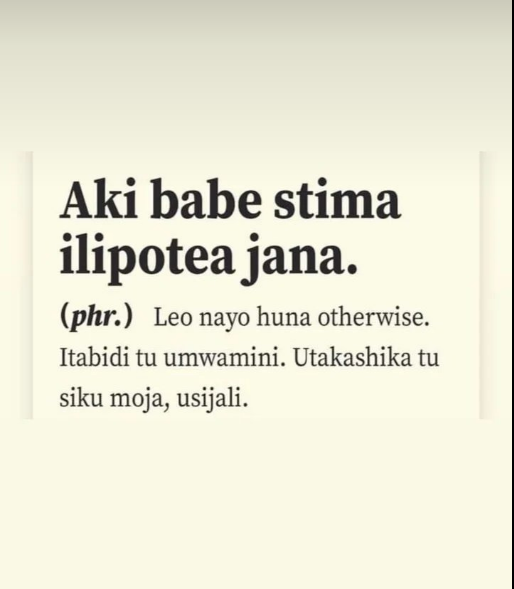 Aki babe stima
ilipotea jana.
(phr.) Leo nayo huna otherwise.
Itabidi tu umwamini. Utakashika tu
siku moja, usijali.